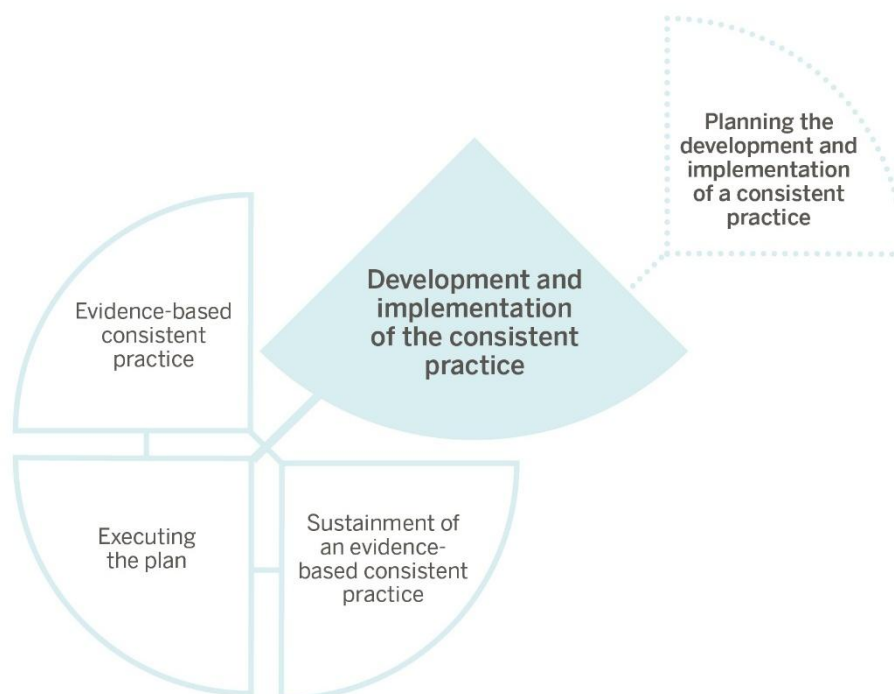 Planning the
development and
implementation
of a consistent
practice
Development and
implementation
of the consistent
practice
Evidence-based
consistent
practice
Executing
the plan
Sustainment of
an evidence-
based consistent
practice